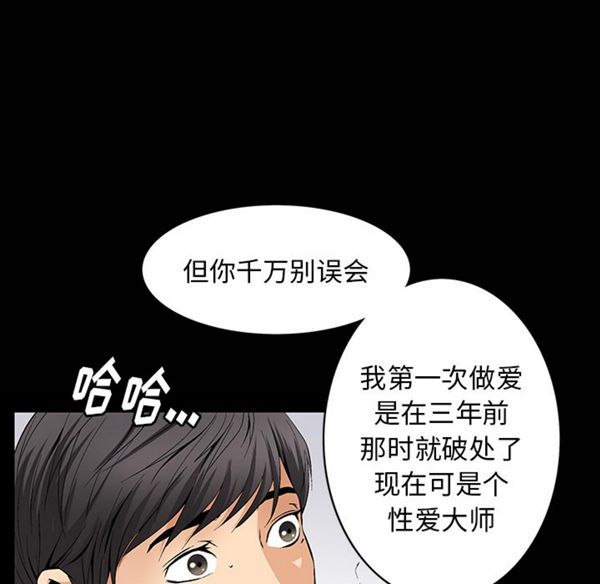 但你千万别误会
哈哈...
我第一次做爱
是在三年前
那时就破处了
现在可是个
性爱大师